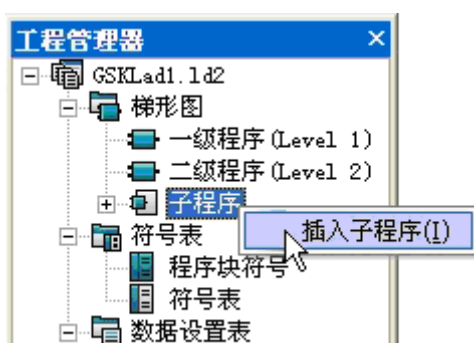 工程管理器
GSKLad1.ld2
梯形图
一级程序(Level 1)
二级程序(Level 2)
子程序
插入子程序(I)
符号表
程序块符号
符号表
数据设置表